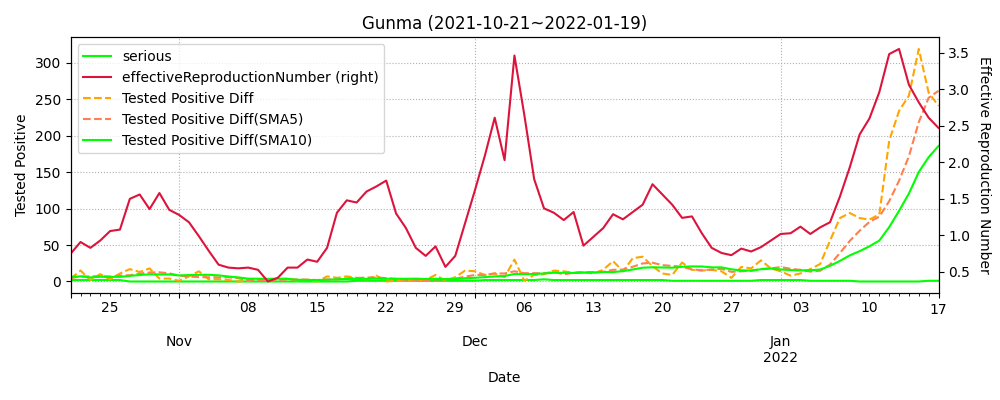 Gunma (2021-10-21~2022-01-19)
serious
effectiveReproductionNumber (right)
Tested Positive Diff
Tested Positive Diff(SMA5)
Tested Positive Diff(SMA10)
Tested Positive
300
250
200
150
100
50
0
3.5
3.0
2.5
2.0
1.5
1.0
0.5
Effective Reproduction Number
25 08 15 22 29 06 13 20 27 03 10 17
Nov Dec Jan
2022
Date